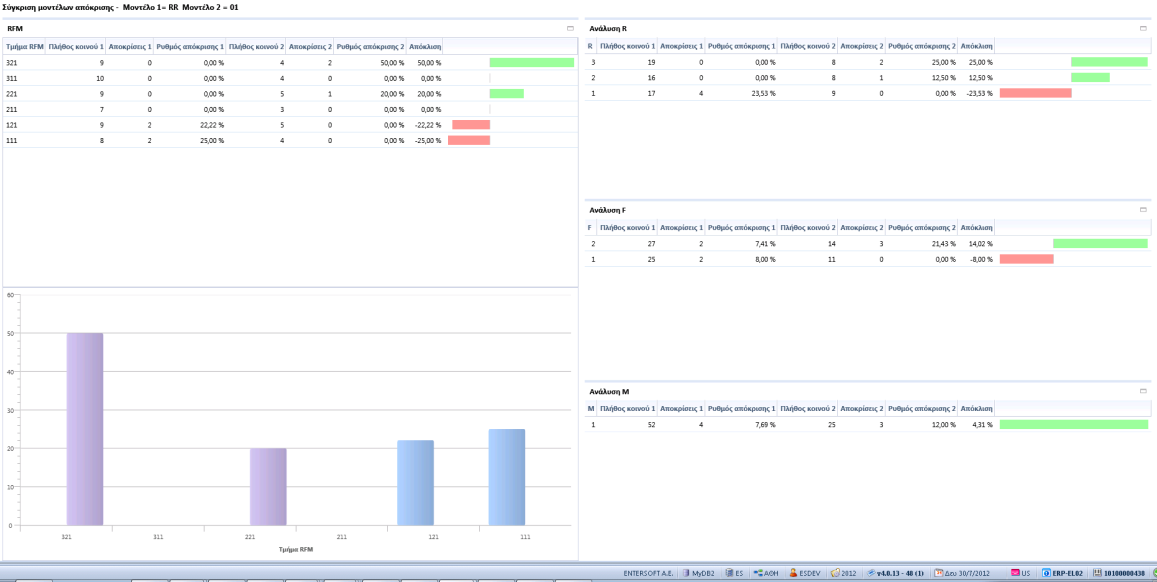 Σύγκριση μοντέλων απόκρισης - Μοντέλο 1= RR Μοντέλο 2 = 01
RFM
Τμήμα RFM Πλήθος κοινού 1 Αποκρίσεις 1 Ρυθμός απόκρισης 1 Πλήθος κοινού 2 Αποκρίσεις 2 Ρυθμός απόκρισης 2 Απόκλιση
321 9 0 0,00 % 4 2 50,00 % 50,00 %
311 10 0 0,00 % 4 0 0,00 % 0,00 %
221 9 0 0,00 % 5 1 20,00 % 20,00 %
211 7 0 0,00 % 3 0 0,00 % 0,00 %
121 9 2 22,22 % 5 0 0,00 % -22,22 %
111 8 2 25,00 % 4 0 0,00 % -25,00 %
60
50
40
30
20
10
0
321 311 221 211 121 111
Τμήμα RFM
Ανάλυση R
R Πλήθος κοινού 1 Αποκρίσεις 1 Ρυθμός απόκρισης 1 Πλήθος κοινού 2 Αποκρίσεις 2 Ρυθμός απόκρισης 2 Απόκλιση
3 19 0 0,00 % 8 2 25,00 % 25,00 %
2 16 0 0,00 % 8 1 12,50 % 12,50 %
1 17 4 23,53 % 9 0 0,00 % -23,53 %
Ανάλυση F
F Πλήθος κοινού 1 Αποκρίσεις 1 Ρυθμός απόκρισης 1 Πλήθος κοινού 2 Αποκρίσεις 2 Ρυθμός απόκρισης 2 Απόκλιση
2 27 2 7,41 % 14 3 21,43 % 14,02 %
1 25 2 8,00 % 11 0 0,00 % -8,00 %
Ανάλυση M
M Πλήθος κοινού 1 Αποκρίσεις 1 Ρυθμός απόκρισης 1 Πλήθος κοινού 2 Αποκρίσεις 2 Ρυθμός απόκρισης 2 Απόκλιση
1 52 4 7,69 % 25 3 12,00 % 4,31 %
ENTERSOFT A.E. MyDB2 ES ΑΘΗ ESDEV 2012 v4.0.13 - 48 (1) Δευ 30/7/2012 US ERP-EL02 10100000438